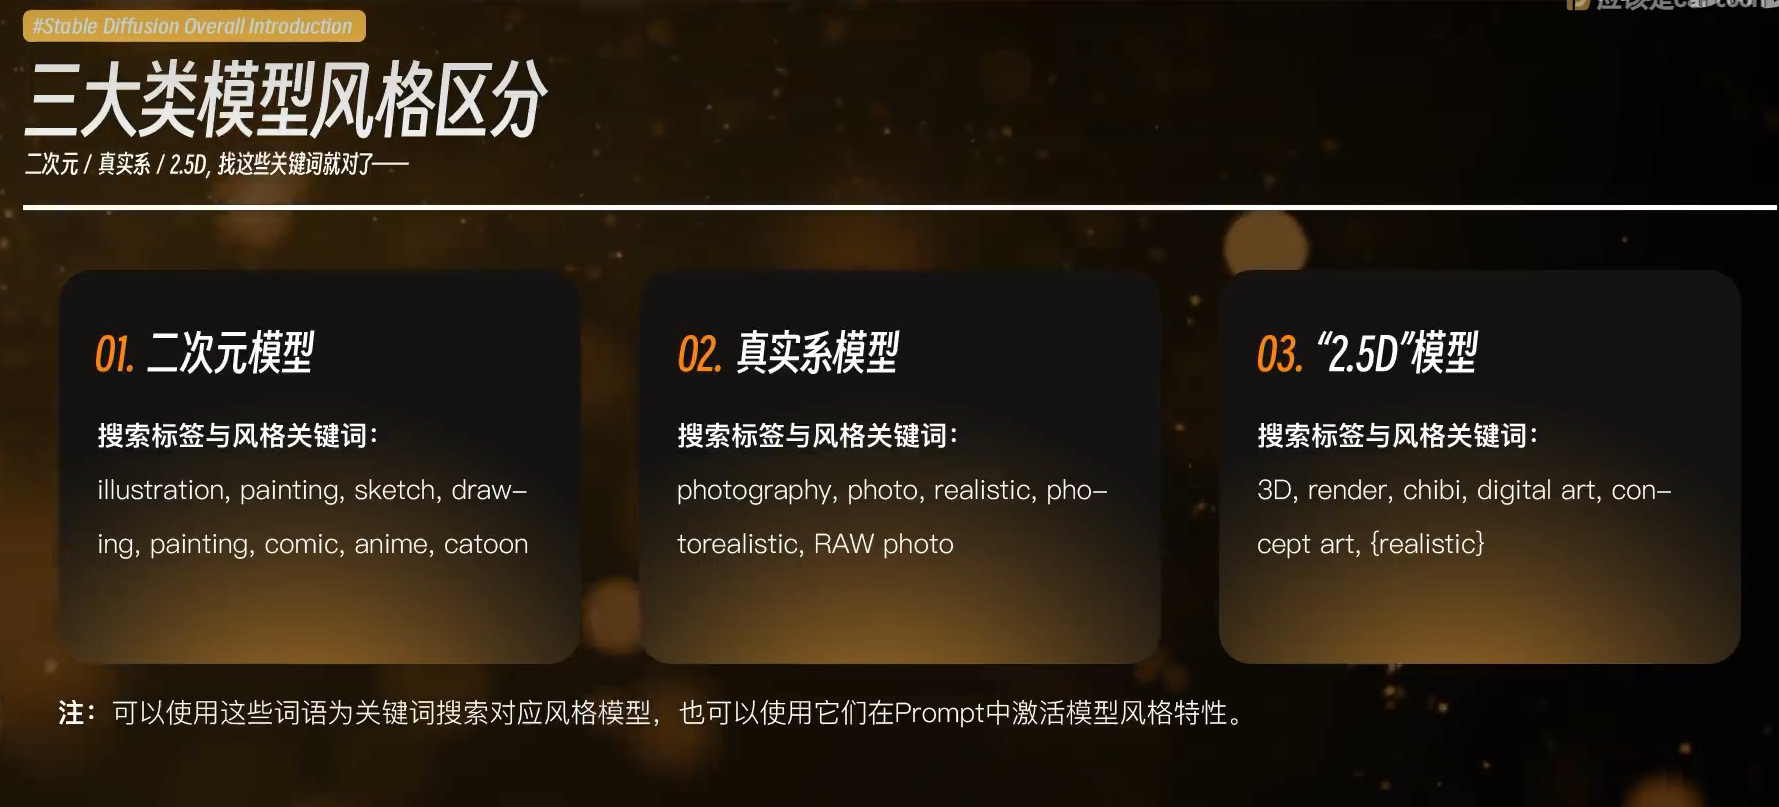 #Stable Diffusion Overall Introduction
三大类模型风格区分
二次元 / 真实系 / 2.5D, 找这些关键词就对了——
01. 二次元模型
搜索标签与风格关键词：
illustration, painting, sketch, draw-
ing, painting, comic, anime, catoon
02. 真实系模型
搜索标签与风格关键词：
photography, photo, realistic, pho-
torealistic, RAW photo
03. “2.5D”模型
搜索标签与风格关键词：
3D, render, chibi, digital art, con-
cept art, {realistic}
注：可以使用这些词语为关键词搜索对应风格模型，也可以使用它们在Prompt中激活模型风格特性。